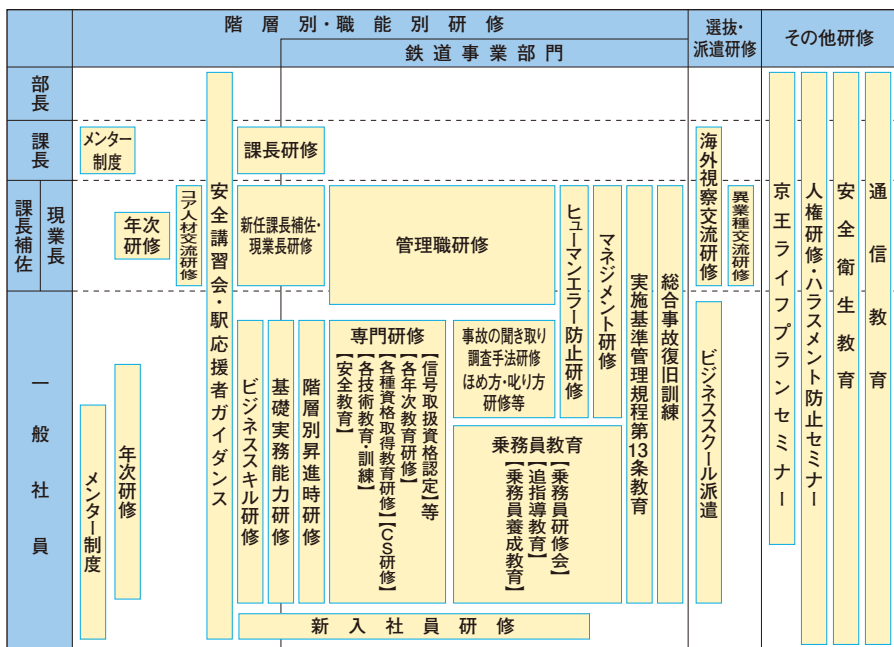 階層別・職能別研修
鉄道事業部門
選抜・
派遣研修
その他研修
部長
課長
課長補佐
現業長
一般社員
メンター
制度
年次
研修
コア人材交流研修
安全講習会・駅応援者ガイダンス
課長研修
新任課長補佐・
現業長研修
管理職研修
ヒューマンエラー防止研修
マネジメント研修
実施基準管理規程第13条教育
総合事故復旧訓練
海外視察交流研修
異業種交流研修
京王ライフプランセミナー
人権研修・ハラスメント防止セミナー
安全衛生教育
通信教育
メンター制度
年次研修
ビジネススキル研修
基礎実務能力研修
階層別昇進時研修
専門研修
【信号取扱資格認定】等
【各年次教育研修】
【各種資格取得教育研修】【CS研修】
【各技術教育・訓練】
【安全教育】
事故の聞き取り
調査手法研修
ほめ方・叱り方
研修等
乗務員教育
【乗務員研修会】
【追指導教育】
【乗務員養成教育】
ビジネススクール派遣
新入社員研修